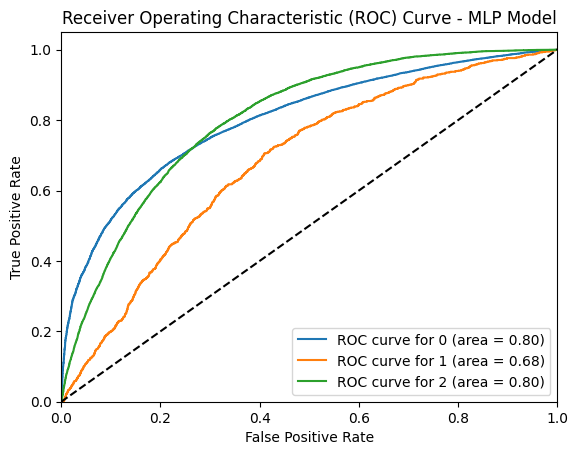 Receiver Operating Characteristic (ROC) Curve - MLP Model
True Positive Rate
1.0
0.8
0.6
0.4
0.2
0.0
ROC curve for 0 (area = 0.80)
ROC curve for 1 (area = 0.68)
ROC curve for 2 (area = 0.80)
0.0 0.2 0.4 0.6 0.8 1.0
False Positive Rate